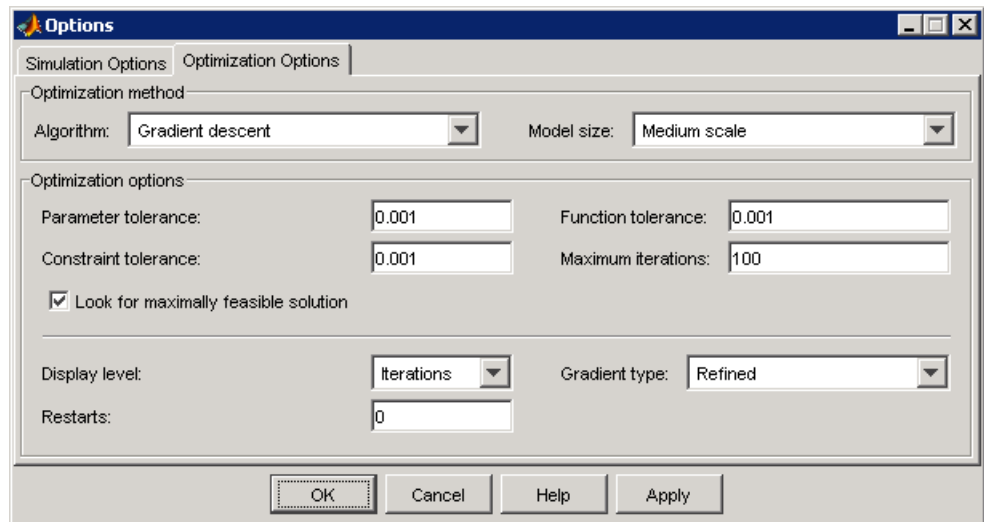 Options
Simulation Options Optimization Options
Optimization method
Algorithm: Gradient descent Model size: Medium scale
Optimization options
Parameter tolerance: 0.001 Function tolerance: 0.001
Constraint tolerance: 0.001 Maximum iterations: 100
Look for maximally feasible solution
Display level: Iterations Gradient type: Refined
Restarts: 0
OK Cancel Help Apply